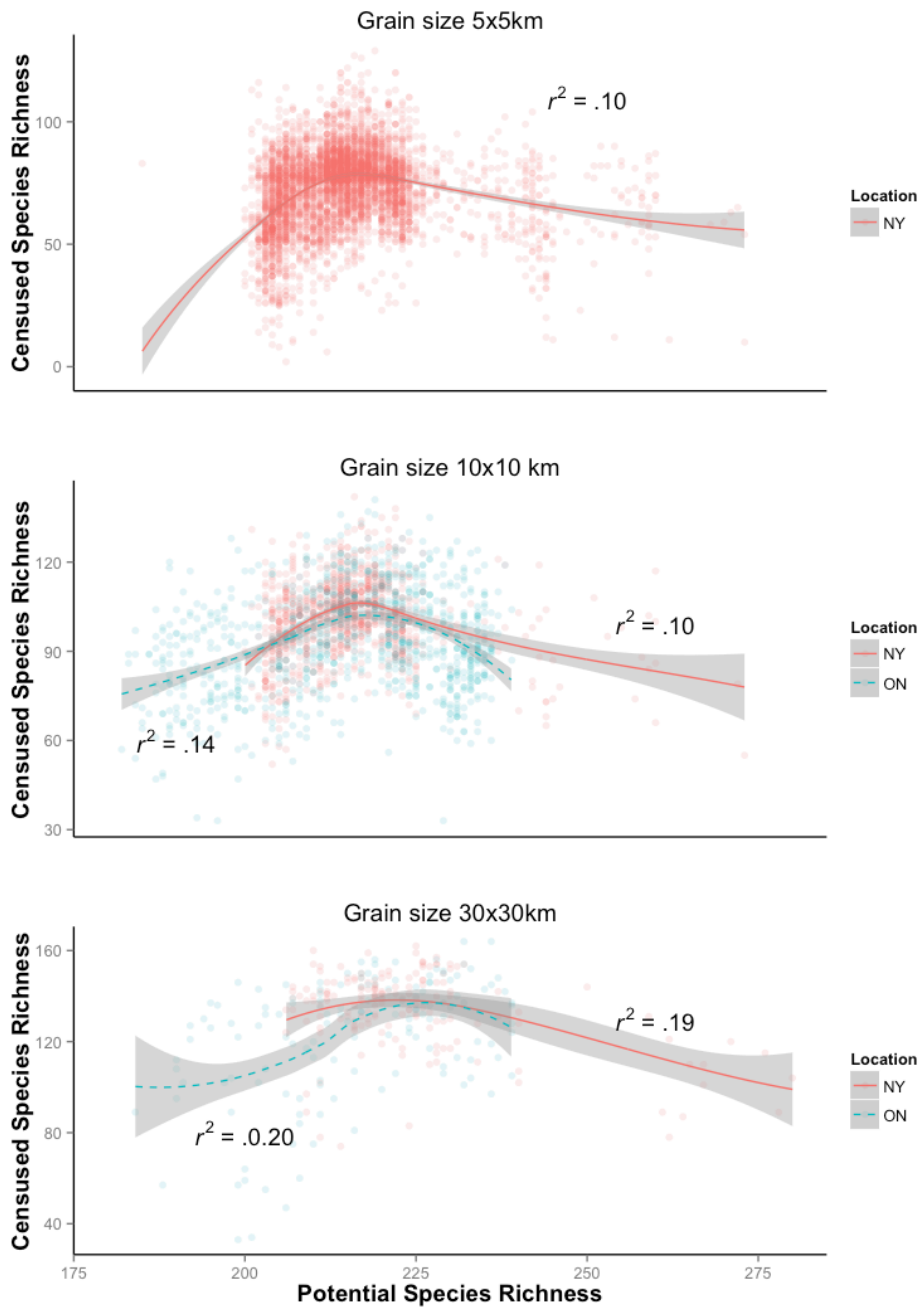 Grain size 5x5km
Censused Species Richness
100
50
0
r² = .10
Location
NY
Grain size 10x10 km
Censused Species Richness
120
90
60
30
r² = .10
r² = .14
Location
NY
ON
Grain size 30x30km
Censused Species Richness
160
120
80
40
r² = .19
r² = .0.20
Location
NY
ON
175
200
225
250
275
Potential Species Richness